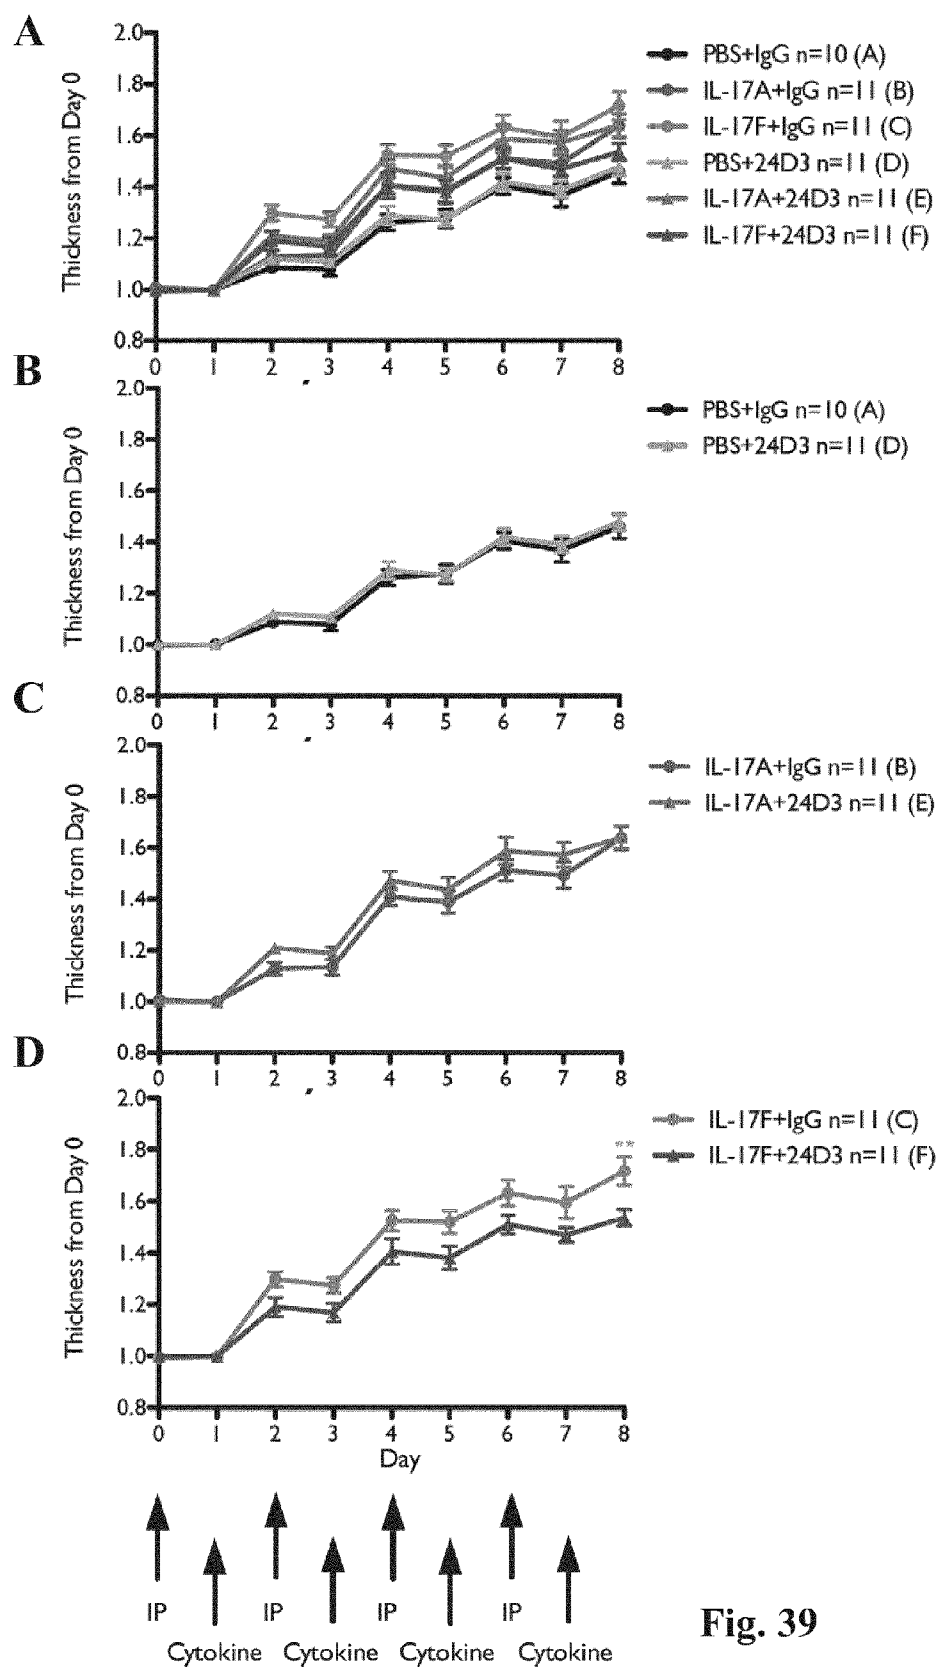 A
Thickness from Day 0
2.0
1.8
1.6
1.4
1.2
1.0
0.8
0 1 2 3 4 5 6 7 8
PBS+IgG n=10 (A)
IL-17A+IgG n=11 (B)
IL-17F+IgG n=11 (C)
PBS+24D3 n=11 (D)
IL-17A+24D3 n=11 (E)
IL-17F+24D3 n=11 (F)
B
Thickness from Day 0
2.0
1.8
1.6
1.4
1.2
1.0
0.8
0 1 2 3 4 5 6 7 8
PBS+IgG n=10 (A)
PBS+24D3 n=11 (D)
C
Thickness from Day 0
2.0
1.8
1.6
1.4
1.2
1.0
0.8
0 1 2 3 4 5 6 7 8
IL-17A+IgG n=11 (B)
IL-17A+24D3 n=11 (E)
D
Thickness from Day 0
2.0
1.8
1.6
1.4
1.2
1.0
0.8
0 1 2 3 4 5 6 7 8
Day
IL-17F+IgG n=11 (C)
IL-17F+24D3 n=11 (F)
**
IP IP IP IP
Cytokine Cytokine Cytokine Cytokine
Fig. 39